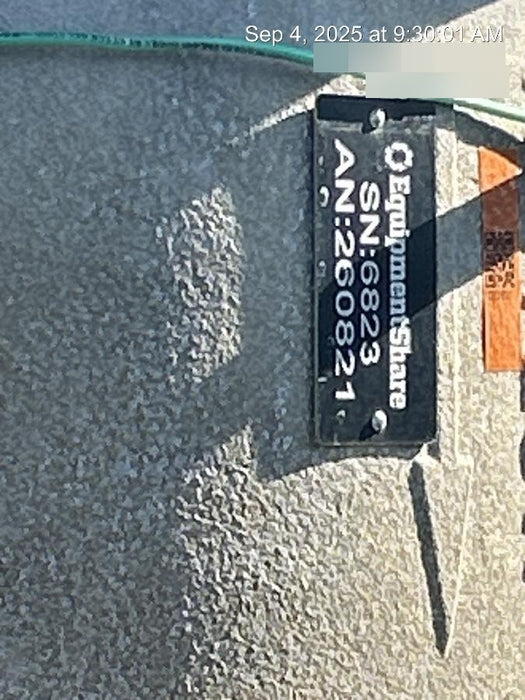 Sep 4, 2025 at 9:30:01 AM
EquipmentShare
SN:6823
AN:260821